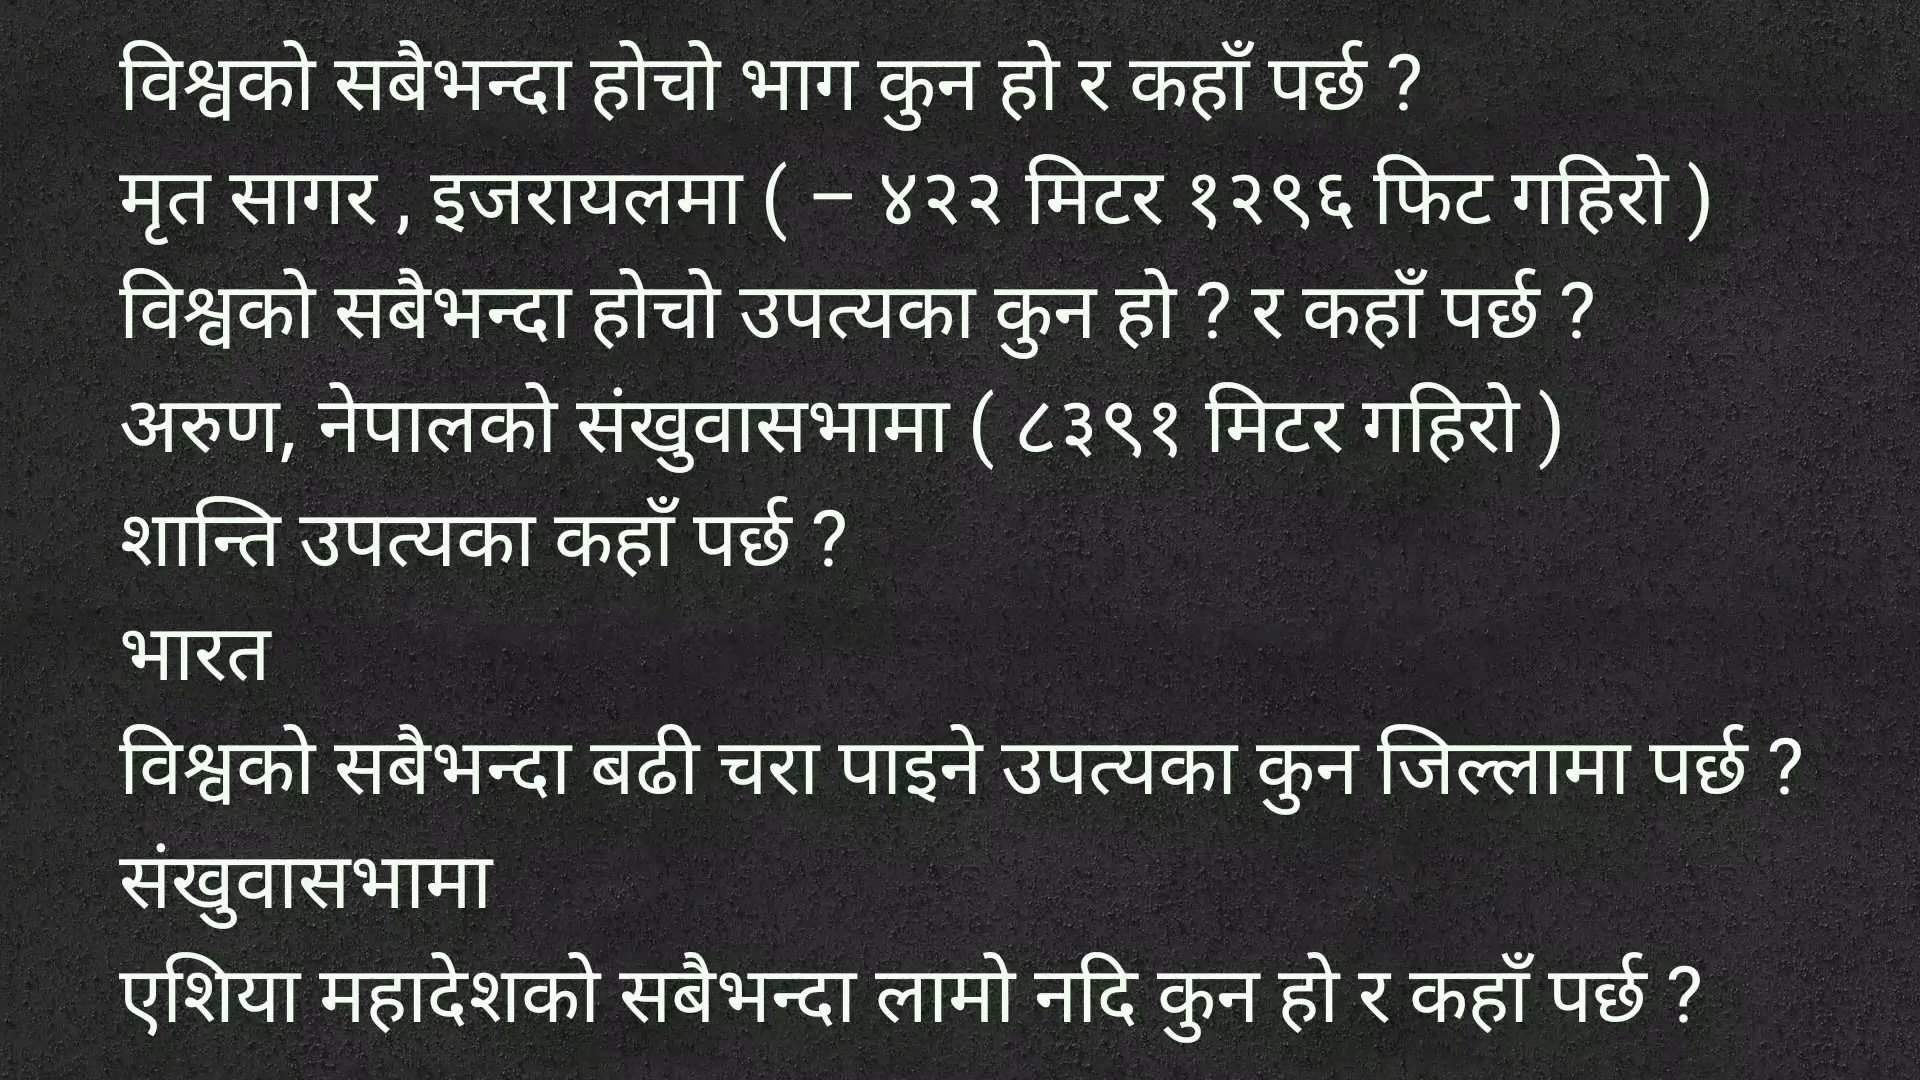 विश्वको सबैभन्दा होचो भाग कुन हो र कहाँ पर्छ ?
मृत सागर , इजरायलमा ( – ४२२ मिटर १२९६ फिट गहिरो )
विश्वको सबैभन्दा होचो उपत्यका कुन हो ? र कहाँ पर्छ ?
अरुण, नेपालको संखुवासभामा ( ८३९१ मिटर गहिरो )
शान्ति उपत्यका कहाँ पर्छ ?
भारत
विश्वको सबैभन्दा बढी चरा पाइने उपत्यका कुन जिल्लामा पर्छ ?
संखुवासभामा
एशिया महादेशको सबैभन्दा लामो नदि कुन हो र कहाँ पर्छ ?